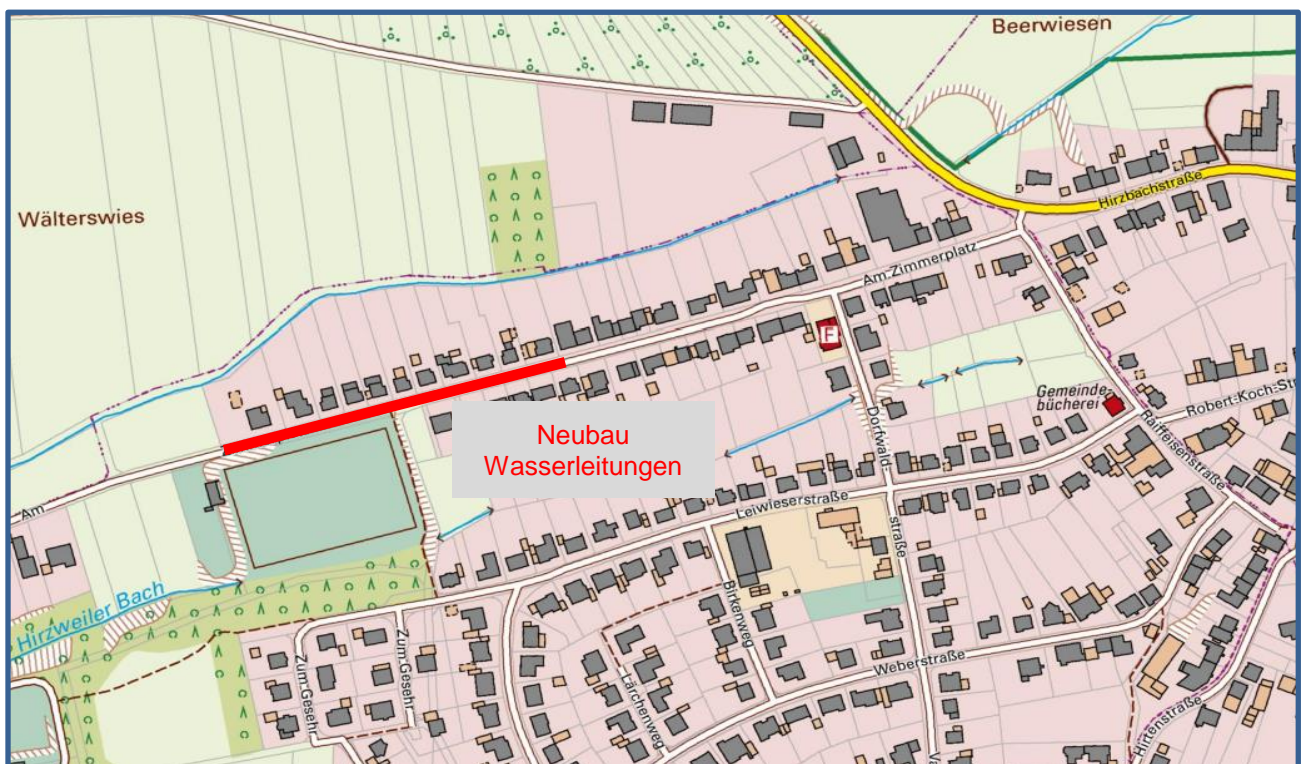 Beerwiesen
Wälterswies
Hirzbachstraße
Am Zimmerplatz
F
Gemeinde-
bücherei
Robert-Koch-St
Raiffeisenstraße
Dorfwald-
straße
Neubau
Wasserleitungen
Am
Leiwieserstraße
Hirzweiler Bach
Birkenweg
Zum Gesehr
Zum Gesehr
Lärchenweg
Weberstraße
Hirtenstraße